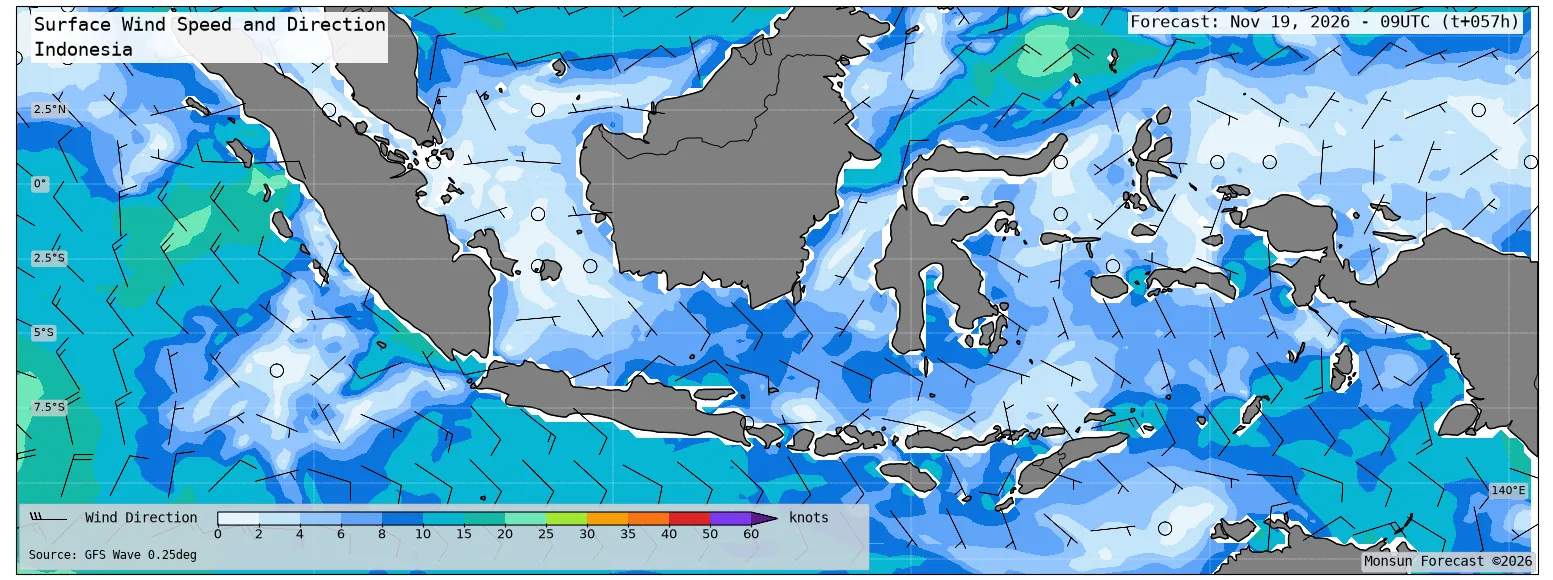 Surface Wind Speed and Direction
Indonesia
Forecast: Nov 19, 2026 - 09UTC (t+057h)
2.5°N
0°
2.5°S
5°S
7.5°S
140°E
Wind Direction
0 2 4 6 8 10 15 20 25 30 35 40 50 60
knots
Source: GFS Wave 0.25deg
Monsun Forecast ©2026